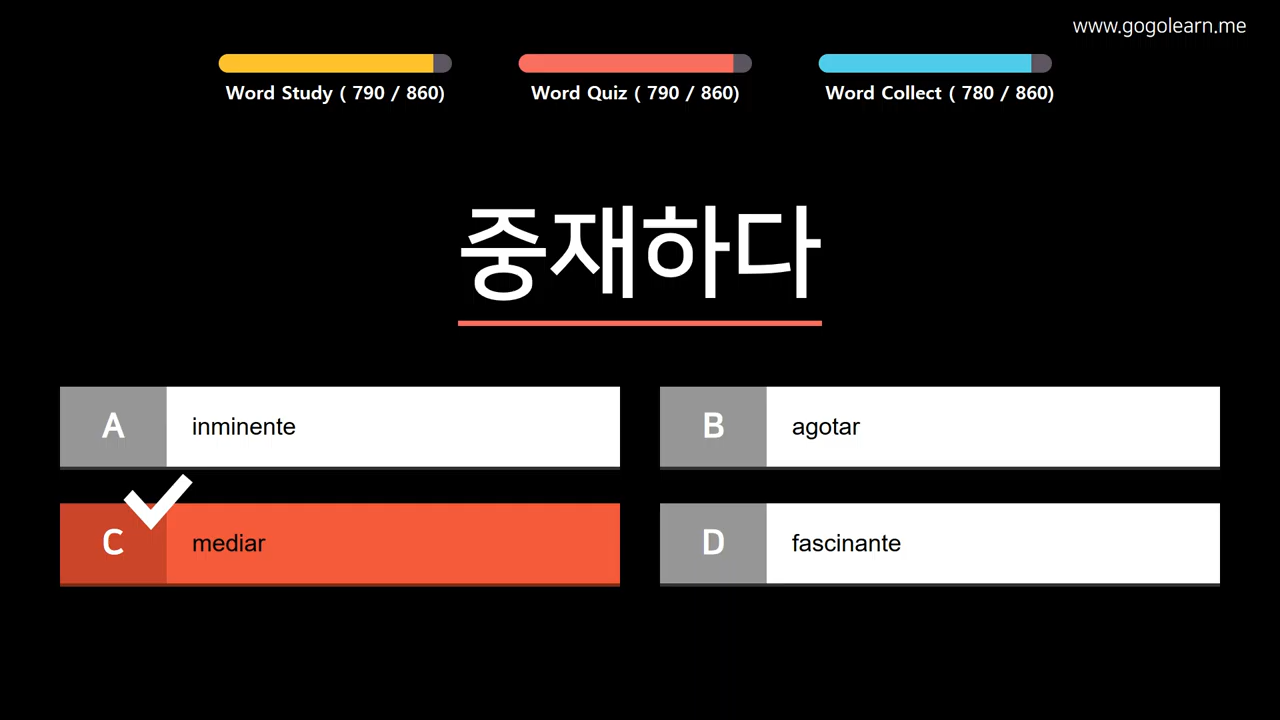 www.gogolearn.me
Word Study ( 790 / 860)
Word Quiz ( 790 / 860)
Word Collect ( 780 / 860)
중재하다
A
inminente
B
agotar
C
mediar
D
fascinante